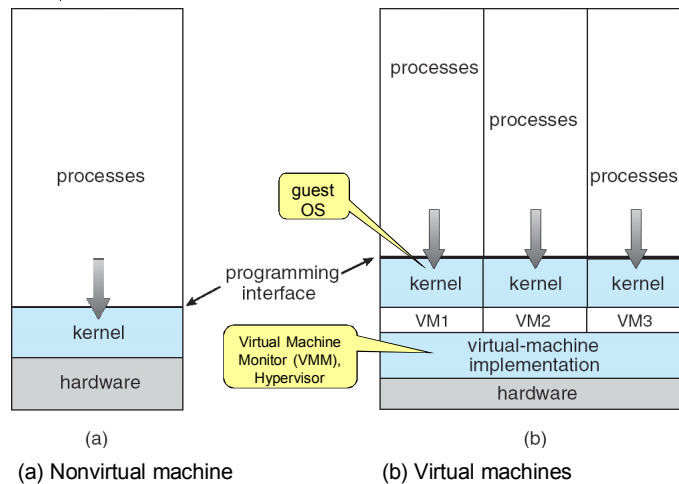 processes
kernel
hardware
(a)
(a) Nonvirtual machine
programming
interface
guest
OS
Virtual Machine
Monitor (VMM),
Hypervisor
processes
processes
processes
kernel
kernel
kernel
VM1
VM2
VM3
virtual-machine
implementation
hardware
(b)
(b) Virtual machines